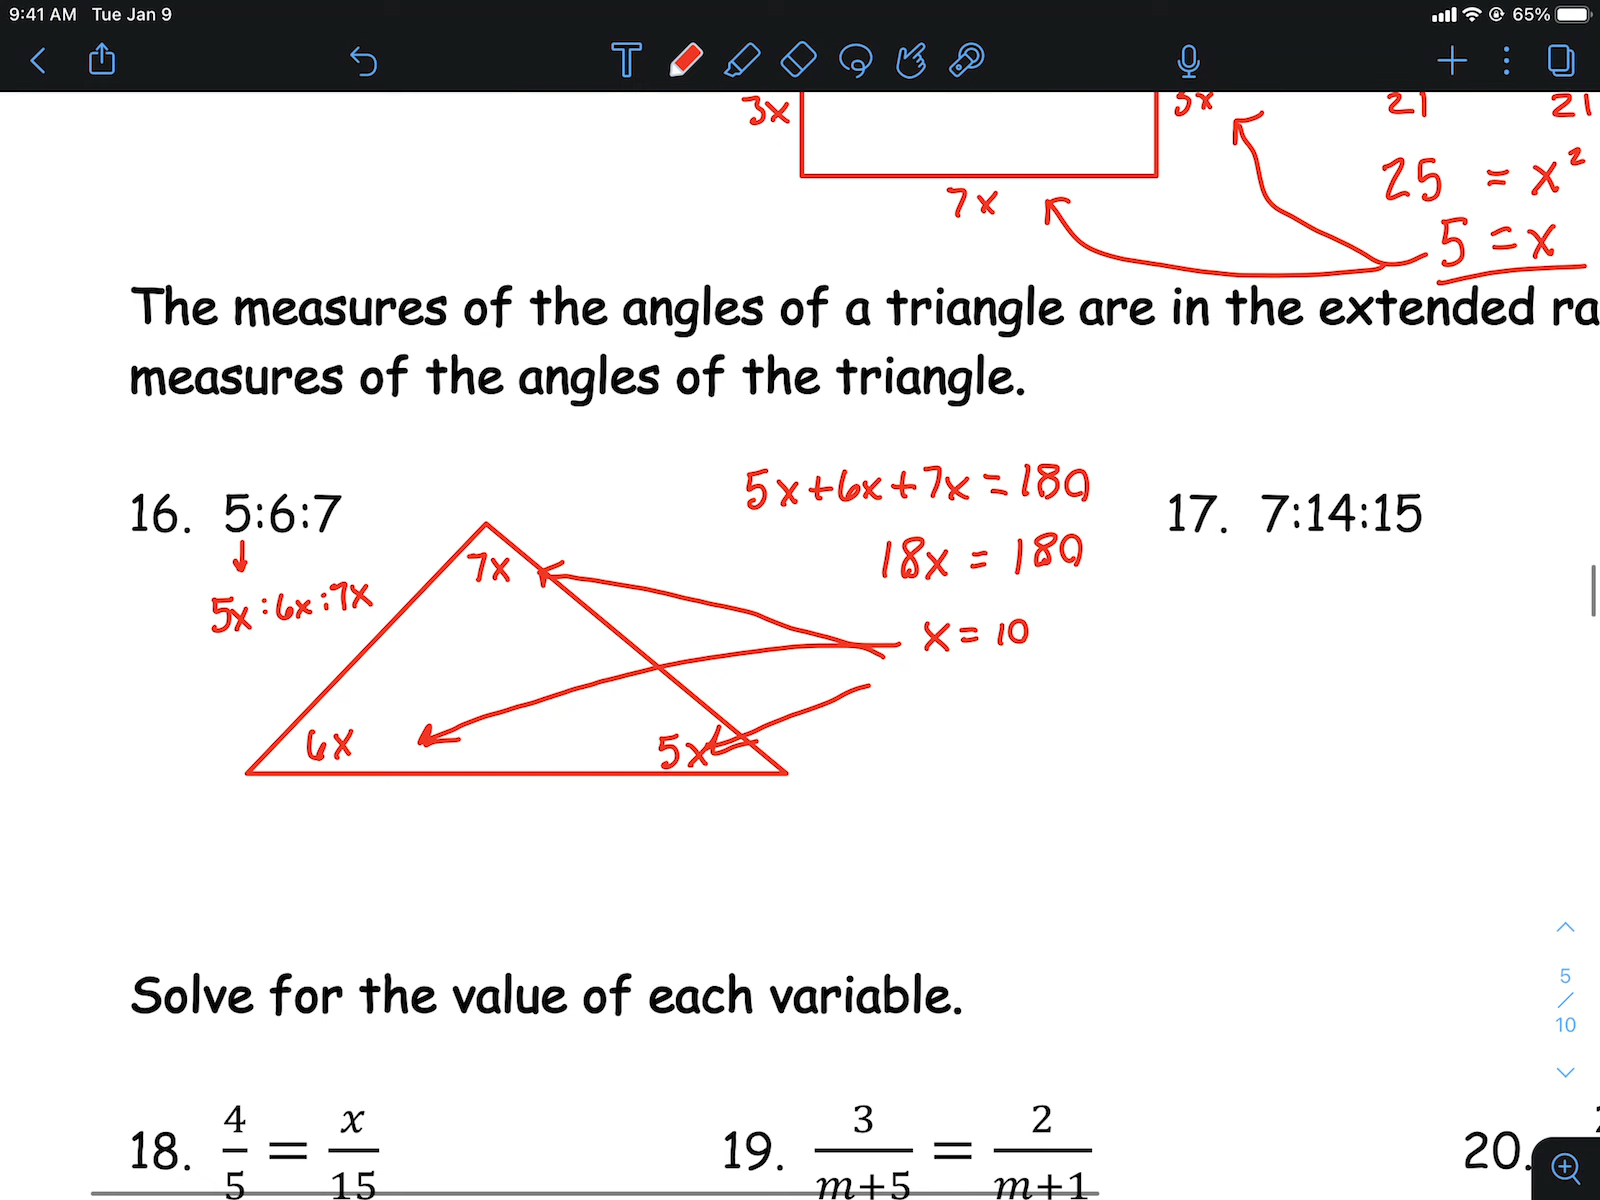 9:41 AM Tue Jan 9
65%
3x
7x
25 = x²
5 = x
21 21
The measures of the angles of a triangle are in the extended
measures of the angles of the triangle.
16. 5:6:7
5x:6x:7x
7x
6x
5x
5x+6x+7x=180
18x = 180
x = 10
17. 7:14:15
Solve for the value of each variable.
18. 4/5 = x/15
19. 3/m+5 = 2/m+1
20.
5
/
10